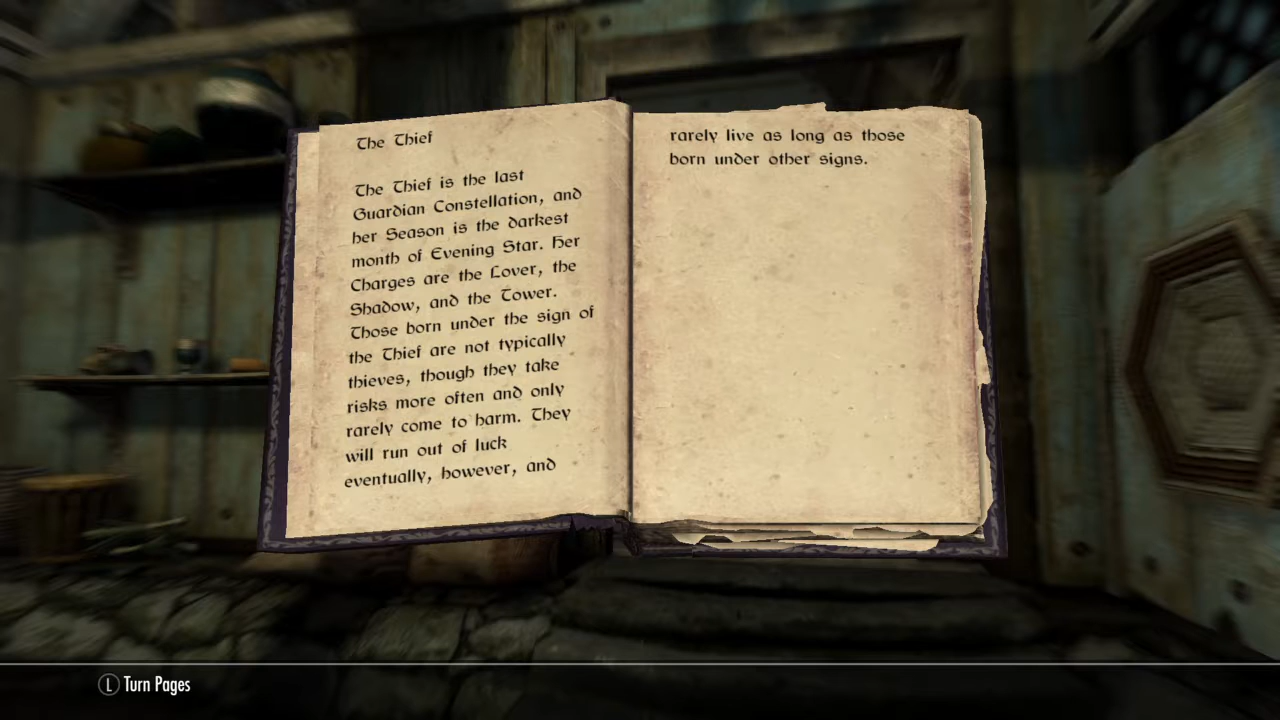 The Thief
The Thief is the last
Guardian Constellation, and
her Season is the darkest
month of Evening Star. Her
Charges are the Lover, the
Shadow, and the Tower.
Those born under the sign of
the Thief are not typically
thieves, though they take
risks more often and only
rarely come to harm. They
will run out of luck
eventually, however, and
rarely live as long as those
born under other signs.
L Turn Pages